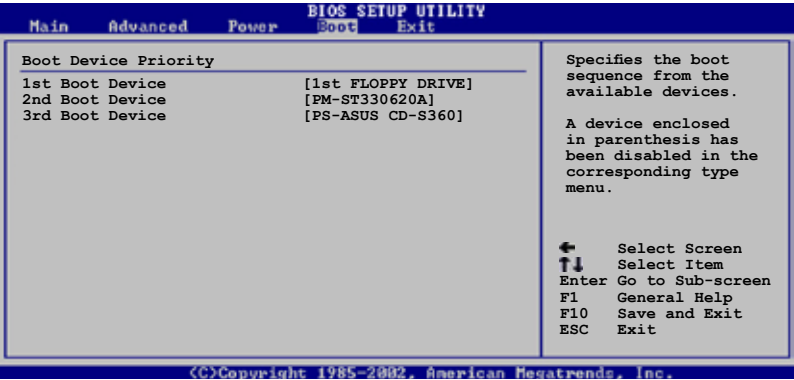 BIOS SETUP UTILITY
Main Advanced Power Boot Exit
Boot Device Priority
1st Boot Device [1st FLOPPY DRIVE]
2nd Boot Device [PM-ST330620A]
3rd Boot Device [PS-ASUS CD-S360]
Specifies the boot
sequence from the
available devices.
A device enclosed
in parenthesis has
been disabled in the
corresponding type
menu.
← Select Screen
↑↓ Select Item
Enter Go to Sub-screen
F1 General Help
F10 Save and Exit
ESC Exit
(C)Copyright 1985-2002, American Megatrends, Inc.